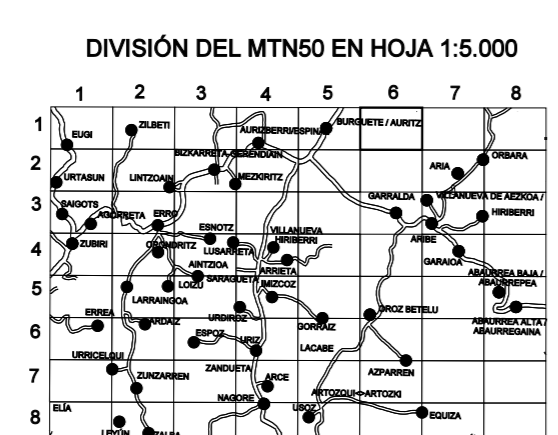 DIVISIÓN DEL MTN50 EN HOJA 1:5.000
1 2 3 4 5 6 7 8
1
EUGI
ZILBETI
AURIZBERRI/ESPINAL
BURGUETE / AURITZ
BIZKARRETA-GERENDIAIN
2
URTASUN
LINTZOAIN
MEZKIRITZ
ARIA
ORBARA
3
SAIGOTS
AGORRETA
ERRO
ESNOTZ
GARRALDA
VILLANUEVA DE AEZKOA /
HIRIBERRI
ARIBE
4
ZUBIRI
ORONDRITZ
LUSARRETA
VILLANUEVA
HIRIBERRI
GARAIOA
AINTZIOA
ARRIETA
ABAURREA BAJA /
ABAURREPEA
5
LARRAINGOA
LOIZU
SARAGUETA
IMIZCOZ
6
ERREA
ARDAIZ
URDIROZ
GORRAIZ
OROZ BETELU
ABAURREA ALTA /
ABAURREGAINA
ESPOZ
URIZ
LACABE
7
URRICELQUI
ZUNZARREN
ZANDUETA
ARCE
AZPARREN
NAGORE
ARTOZQUI<>ARTOZKI
8
ELÍA
USOZ
EQUIZA
LEYÚN
ZALBA